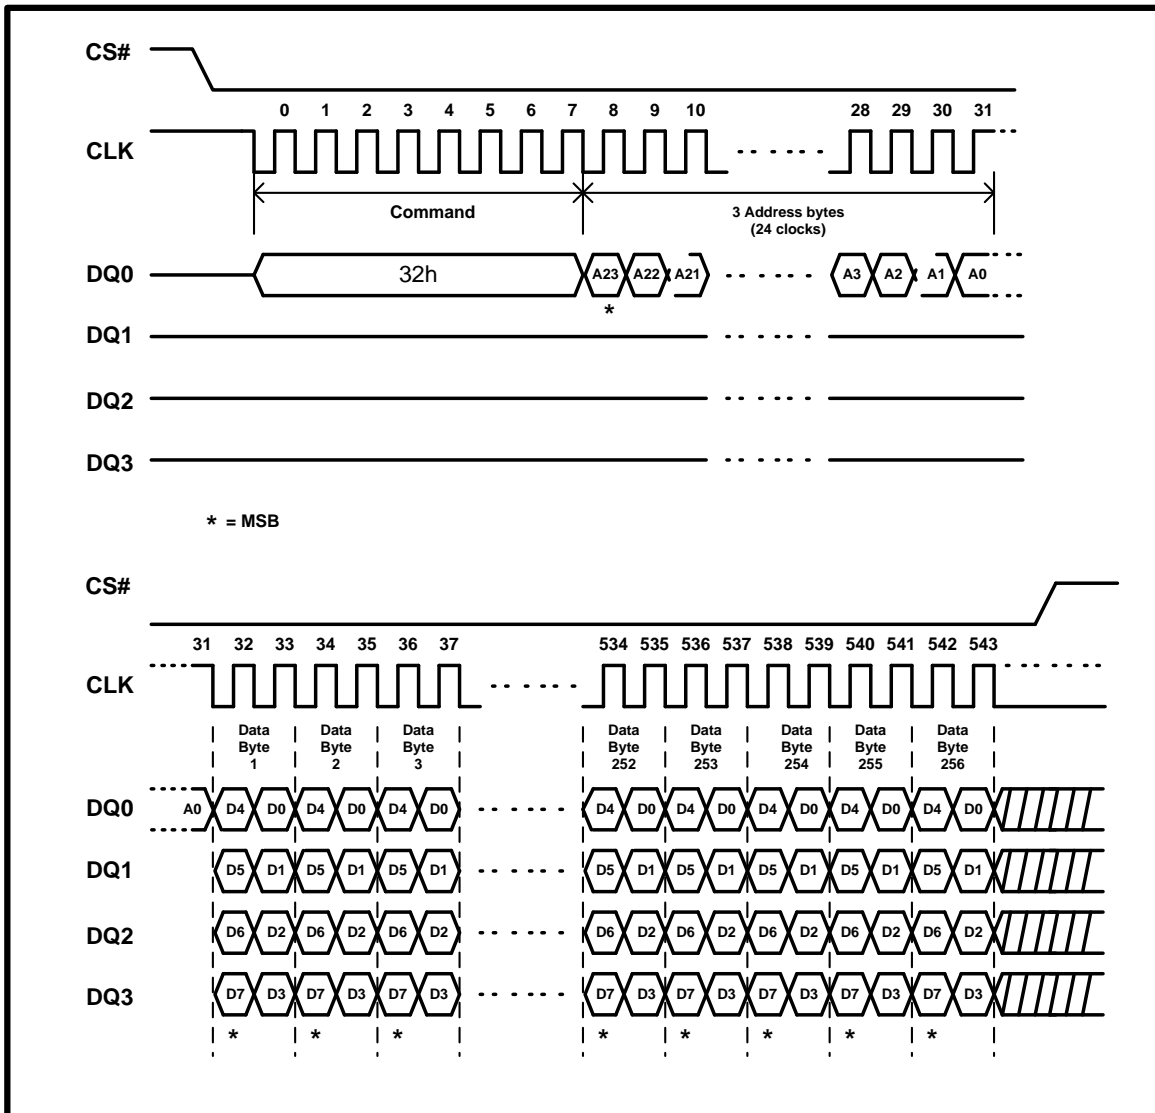 CS#
0 1 2 3 4 5 6 7 8 9 10 28 29 30 31
CLK
Command
3 Address bytes
(24 clocks)
DQ0 32h A23 A22 A21 A3 A2 A1 A0
*
DQ1
DQ2
DQ3
* = MSB
CS#
31 32 33 34 35 36 37 534 535 536 537 538 539 540 541 542 543
CLK
Data Data Data Data Data Data Data Data
Byte Byte Byte Byte Byte Byte Byte Byte
1 2 3 252 253 254 255 256
DQ0 A0 D4 D0 D4 D0 D4 D0 D4 D0 D4 D0 D4 D0 D4 D0 D4 D0
DQ1 D5 D1 D5 D1 D5 D1 D5 D1 D5 D1 D5 D1 D5 D1 D5 D1
DQ2 D6 D2 D6 D2 D6 D2 D6 D2 D6 D2 D6 D2 D6 D2 D6 D2
DQ3 D7 D3 D7 D3 D7 D3 D7 D3 D7 D3 D7 D3 D7 D3 D7 D3
* * * * * * * *